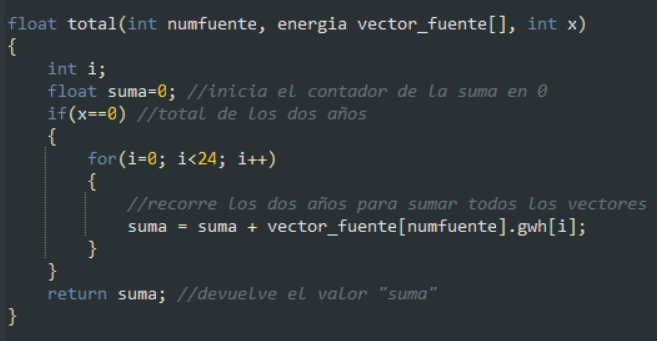 float total(int numfuente, energia vector_fuente[], int x)
{
    int i;
    float suma=0; //inicia el contador de la suma en 0
    if(x==0) //total de los dos años
    {
        for(i=0; i<24; i++)
        {
            //recorre los dos años para sumar todos los vectores
            suma = suma + vector_fuente[numfuente].gwh[i];
        }
    }
    return suma; //devuelve el valor "suma"
}